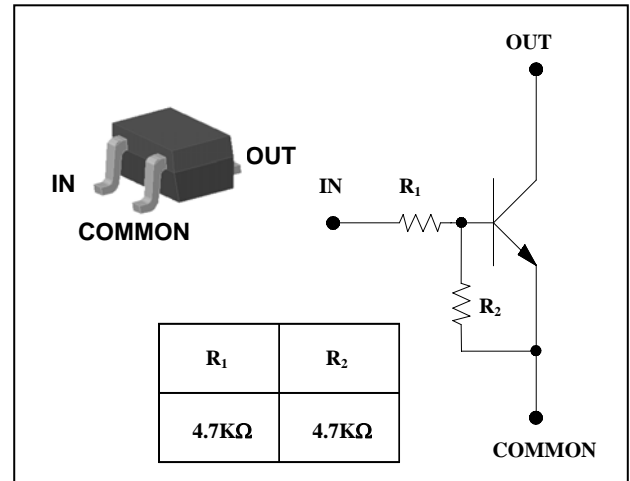 OUT
OUT
IN
IN
R₁
COMMON
R₂
R₁ R₂
4.7KΩ 4.7KΩ
COMMON